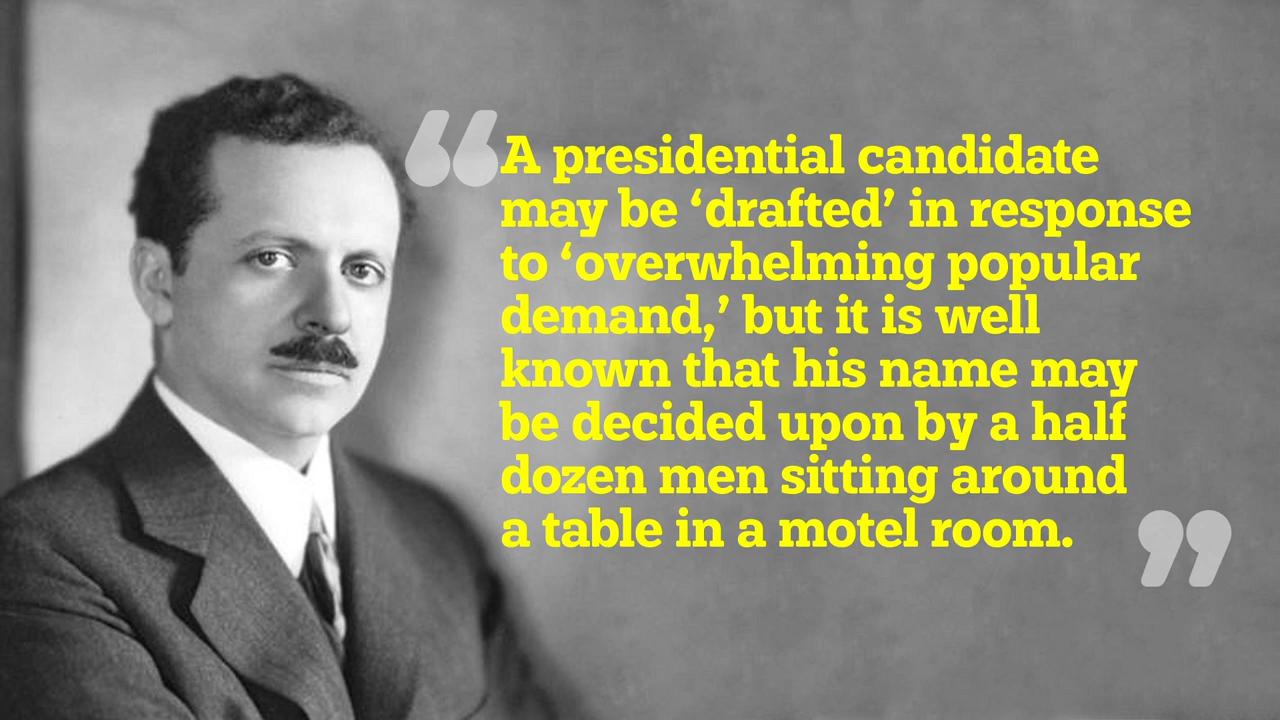 “A presidential candidate
may be ‘drafted’ in response
to ‘overwhelming popular
demand,’ but it is well
known that his name may
be decided upon by a half
dozen men sitting around
a table in a motel room.”